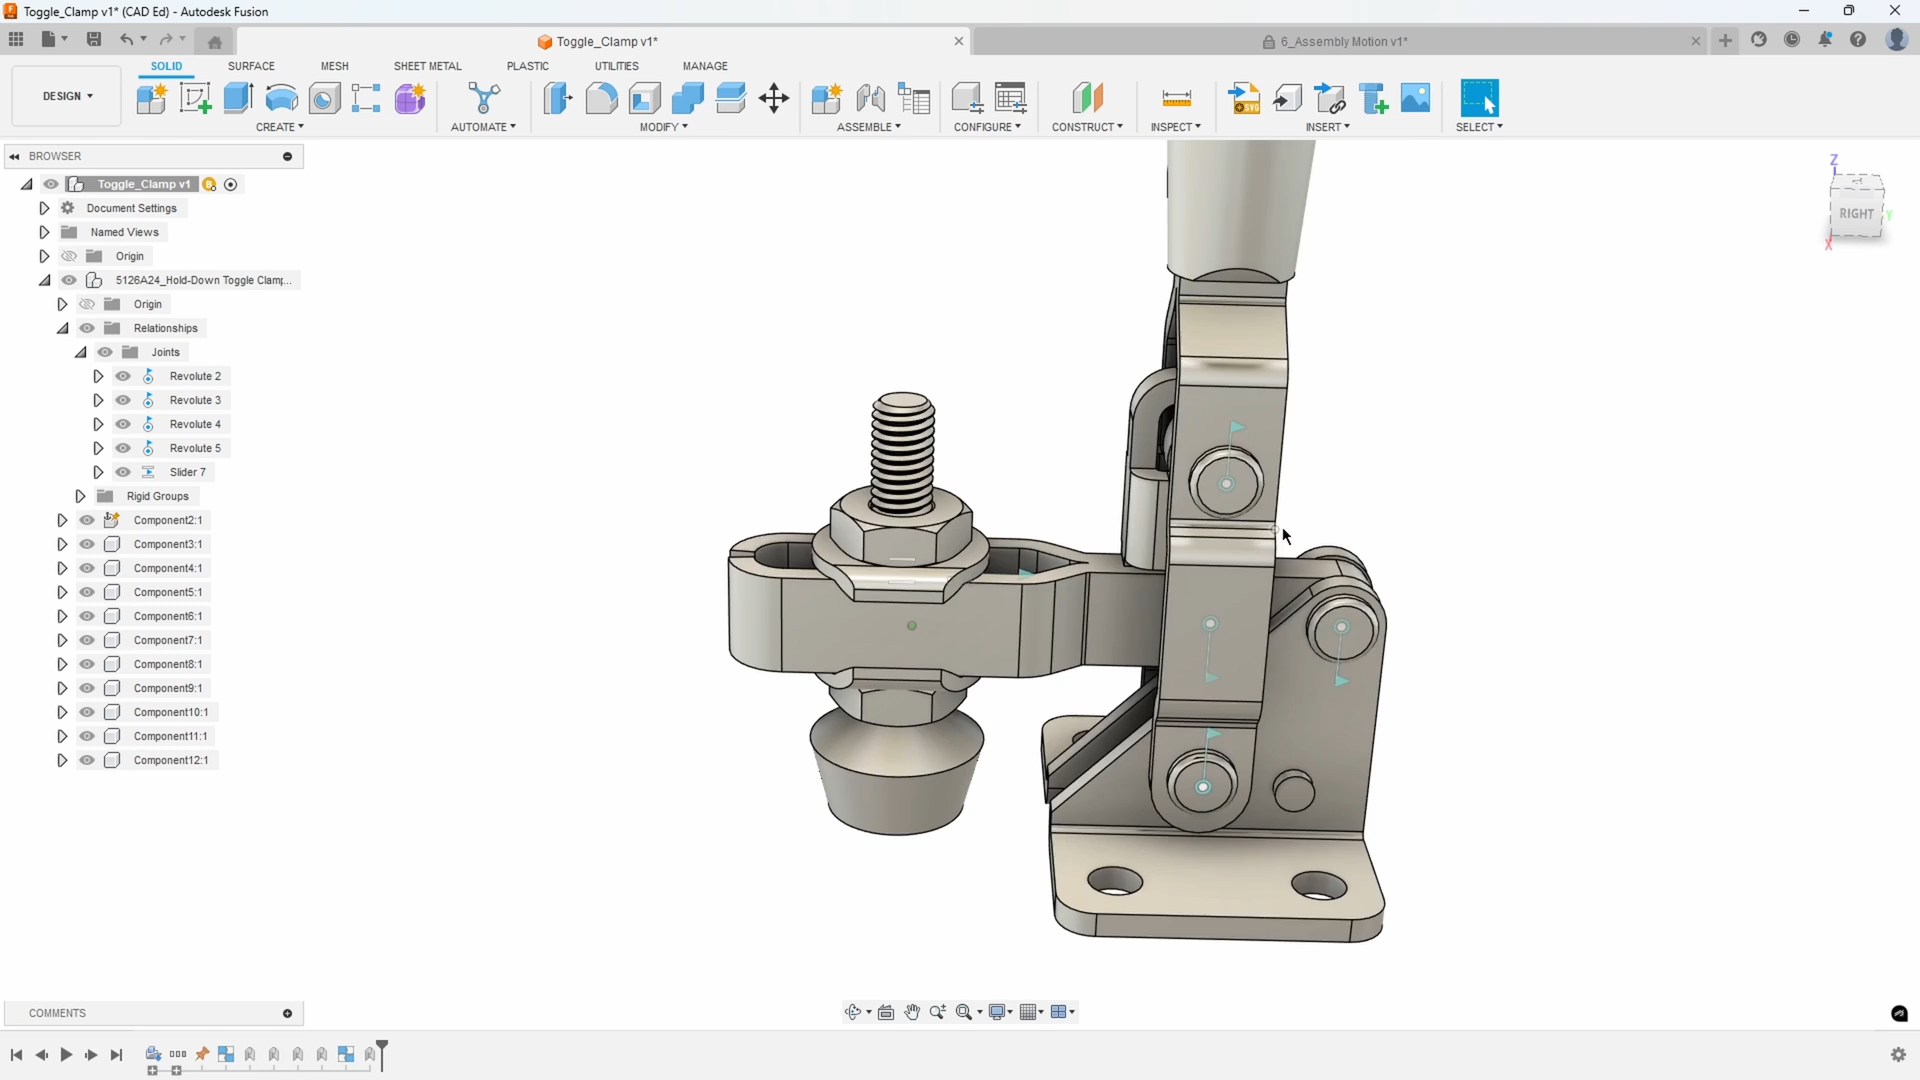 Toggle_Clamp v1* (CAD Ed) - Autodesk Fusion
Toggle_Clamp v1*
6_Assembly Motion v1*
SOLID
SURFACE
MESH
SHEET METAL
PLASTIC
UTILITIES
MANAGE
DESIGN
CREATE
AUTOMATE
MODIFY
ASSEMBLE
CONFIGURE
CONSTRUCT
INSPECT
INSERT
SELECT
SVG
BROWSER
Toggle_Clamp v1
Document Settings
Named Views
Origin
5126A24_Hold-Down Toggle Clamp...
Origin
Relationships
Joints
Revolute 2
Revolute 3
Revolute 4
Revolute 5
Slider 7
Rigid Groups
Component2:1
Component3:1
Component4:1
Component5:1
Component6:1
Component7:1
Component8:1
Component9:1
Component10:1
Component11:1
Component12:1
Z
RIGHT
Y
X
COMMENTS